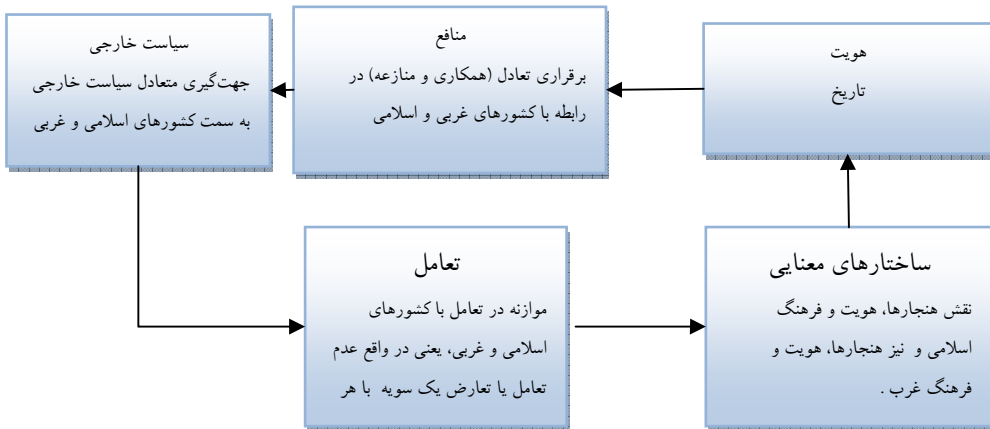 هویت
تاریخ
منافع
برقراری تعادل (همکاری و منازعه) در
رابطه با کشورهای غربی و اسلامی
سیاست خارجی
جهت‌گیری متعادل سیاست خارجی
به سمت کشورهای اسلامی و غربی
ساختارهای معنایی
نقش هنجارها، هویت و فرهنگ
اسلامی و نیز هنجارها، هویت و
فرهنگ غرب .
تعامل
موازنه در تعامل با کشورهای
اسلامی و غربی، یعنی در واقع عدم
تعامل یا تعارض یک سویه با هر